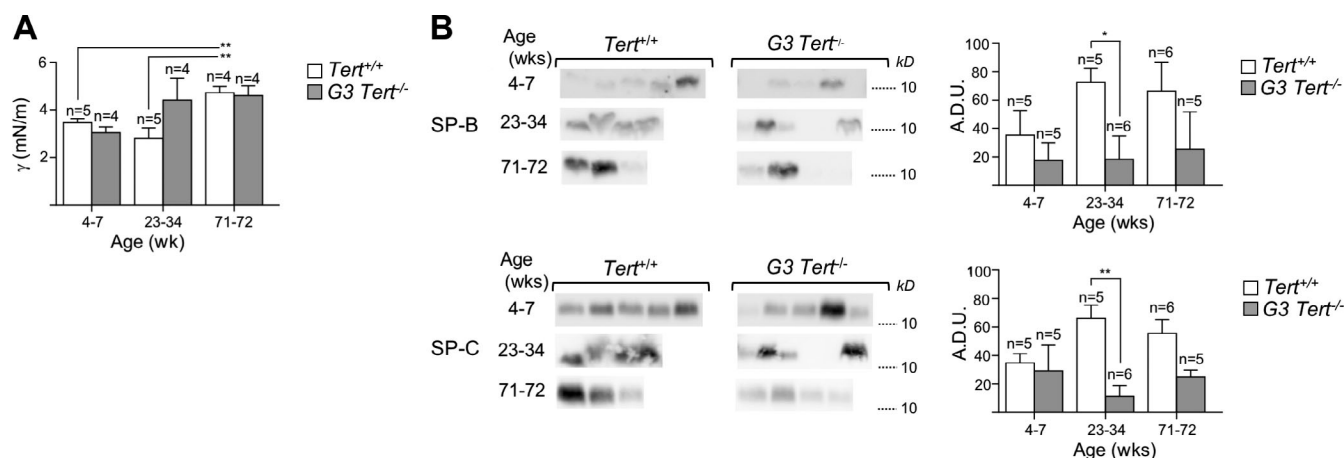 A
**
**
γ (mN/m)
6
4
2
n=5
n=4
n=5
n=4
n=4
n=4
4-7
23-34
71-72
Age (wk)
Tert+/+
G3 Tert-/-
B
Age
(wks)
Tert+/+
G3 Tert-/-
kD
SP-B
4-7
10
23-34
10
71-72
10
A.D.U.
100
80
60
40
20
*
n=5
n=5
n=5
n=6
n=6
n=5
4-7
23-34
71-72
Age (wks)
Tert+/+
G3 Tert-/-
Age
(wks)
Tert+/+
G3 Tert-/-
kD
SP-C
4-7
10
23-34
10
71-72
10
A.D.U.
100
80
60
40
20
**
n=5
n=5
n=5
n=6
n=6
n=5
4-7
23-34
71-72
Age (wks)
Tert+/+
G3 Tert-/-